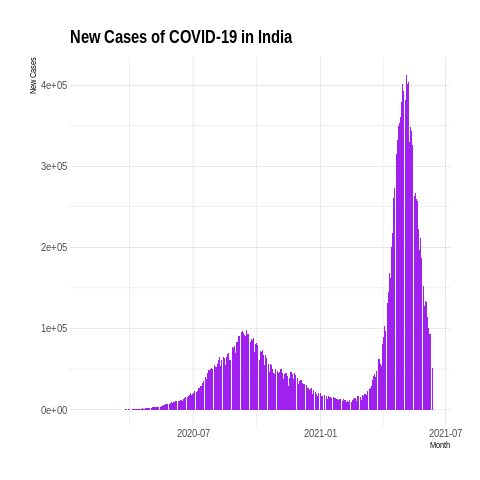 New Cases of COVID-19 in India
New Cases
4e+05
3e+05
2e+05
1e+05
0e+00
2020-07
2021-01
2021-07
Month